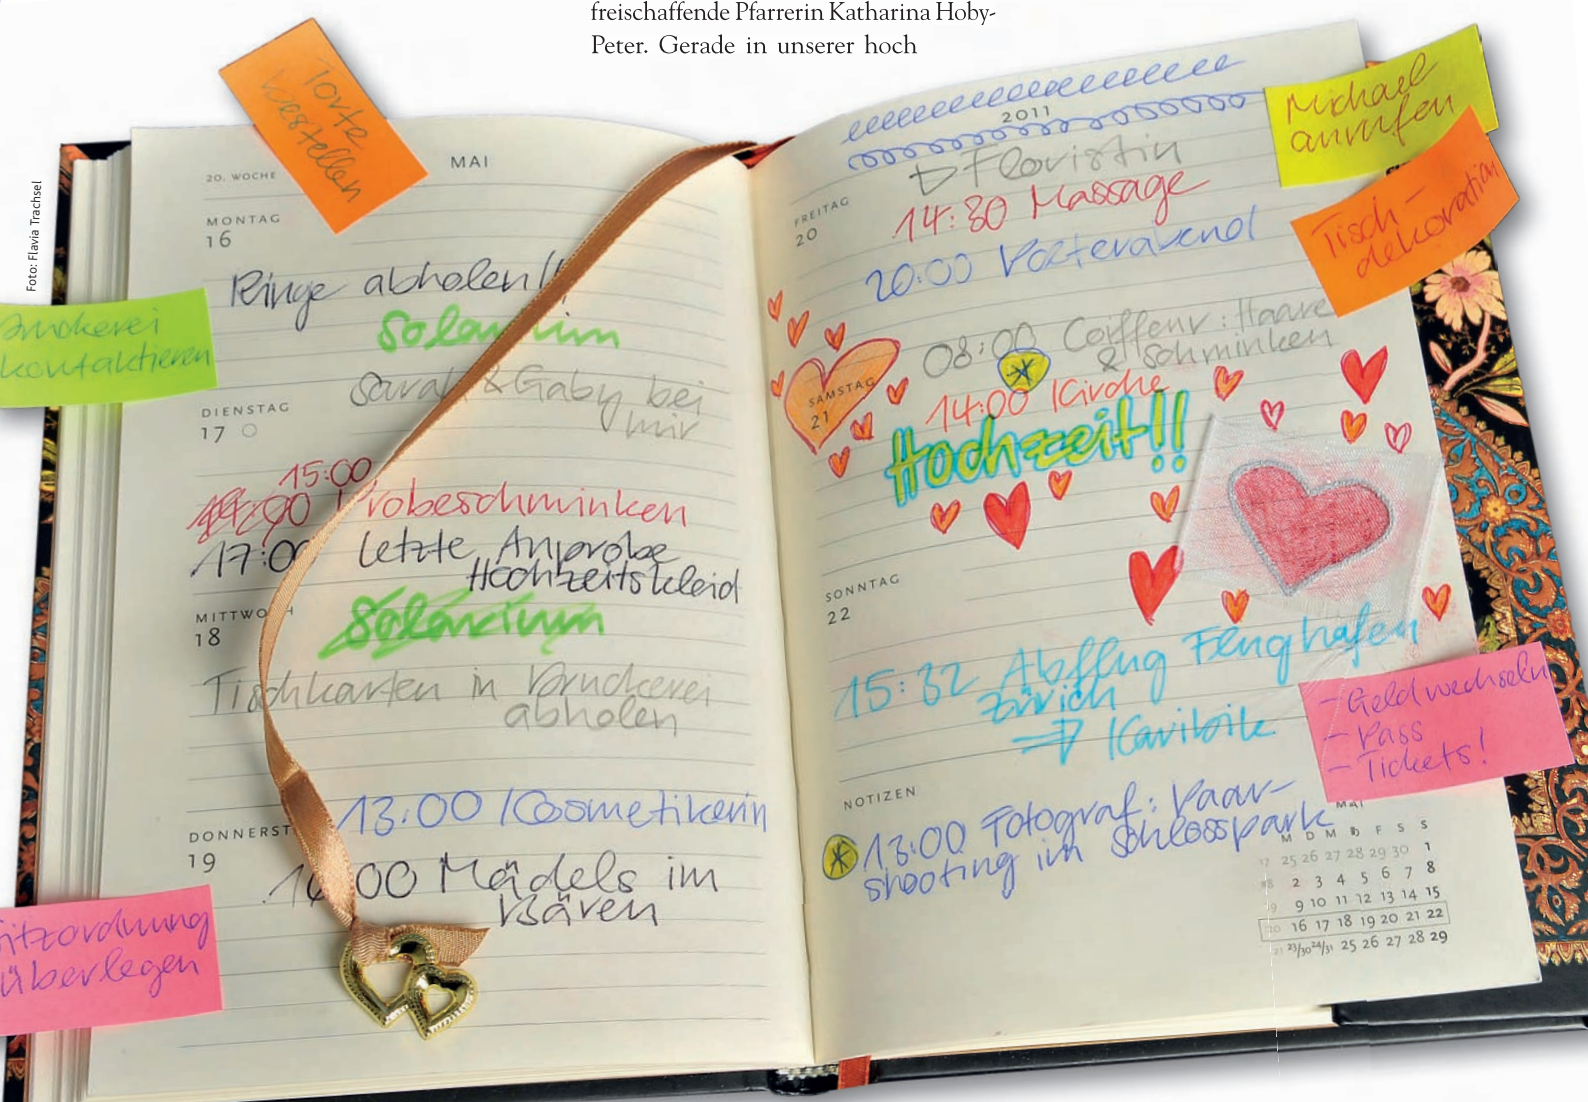 freischaffende Pfarrerin Katharina Hoby-
Peter. Gerade in unserer hoch
Foto: Flavia Trachsel
Torte
bestellen
20. WOCHE
MAI
MONTAG
16
Ringe abholen!!
Solarium
Druckerei
kontaktieren
Sarah & Gaby bei
mir
DIENSTAG
17
15:00
Probeschminken
17:00 letzte Anprobe
Hochzeitskleid
MITTWOCH
18
Solarium
Tischkarten in Druckerei
abholen
13:00 Kosmetikerin
DONNERST
19
00 Mädels im
Bären
Sitzordnung
überlegen
2011
Floristin
FREITAG
20
14:30 Massage
20:00 Polterabend
Michael
anrufen
Tisch-
dekoration
08:00 Coiffeur: Haare
& schminken
SAMSTAG
21
14:00 Kirche
Hochzeit!!
SONNTAG
22
15:32 Abflug Flughafen
Zürich
⇒ Karibik
- Geld wechseln
- Pass
- Tickets!
NOTIZEN
13:00 Fotograf: Paar-
shooting im Schlosspark
MAI
M D M D F S S
17 25 26 27 28 29 30 1
18 2 3 4 5 6 7 8
9 10 11 12 13 14 15
20 16 17 18 19 20 21 22
21 23/30 24/31 25 26 27 28 29